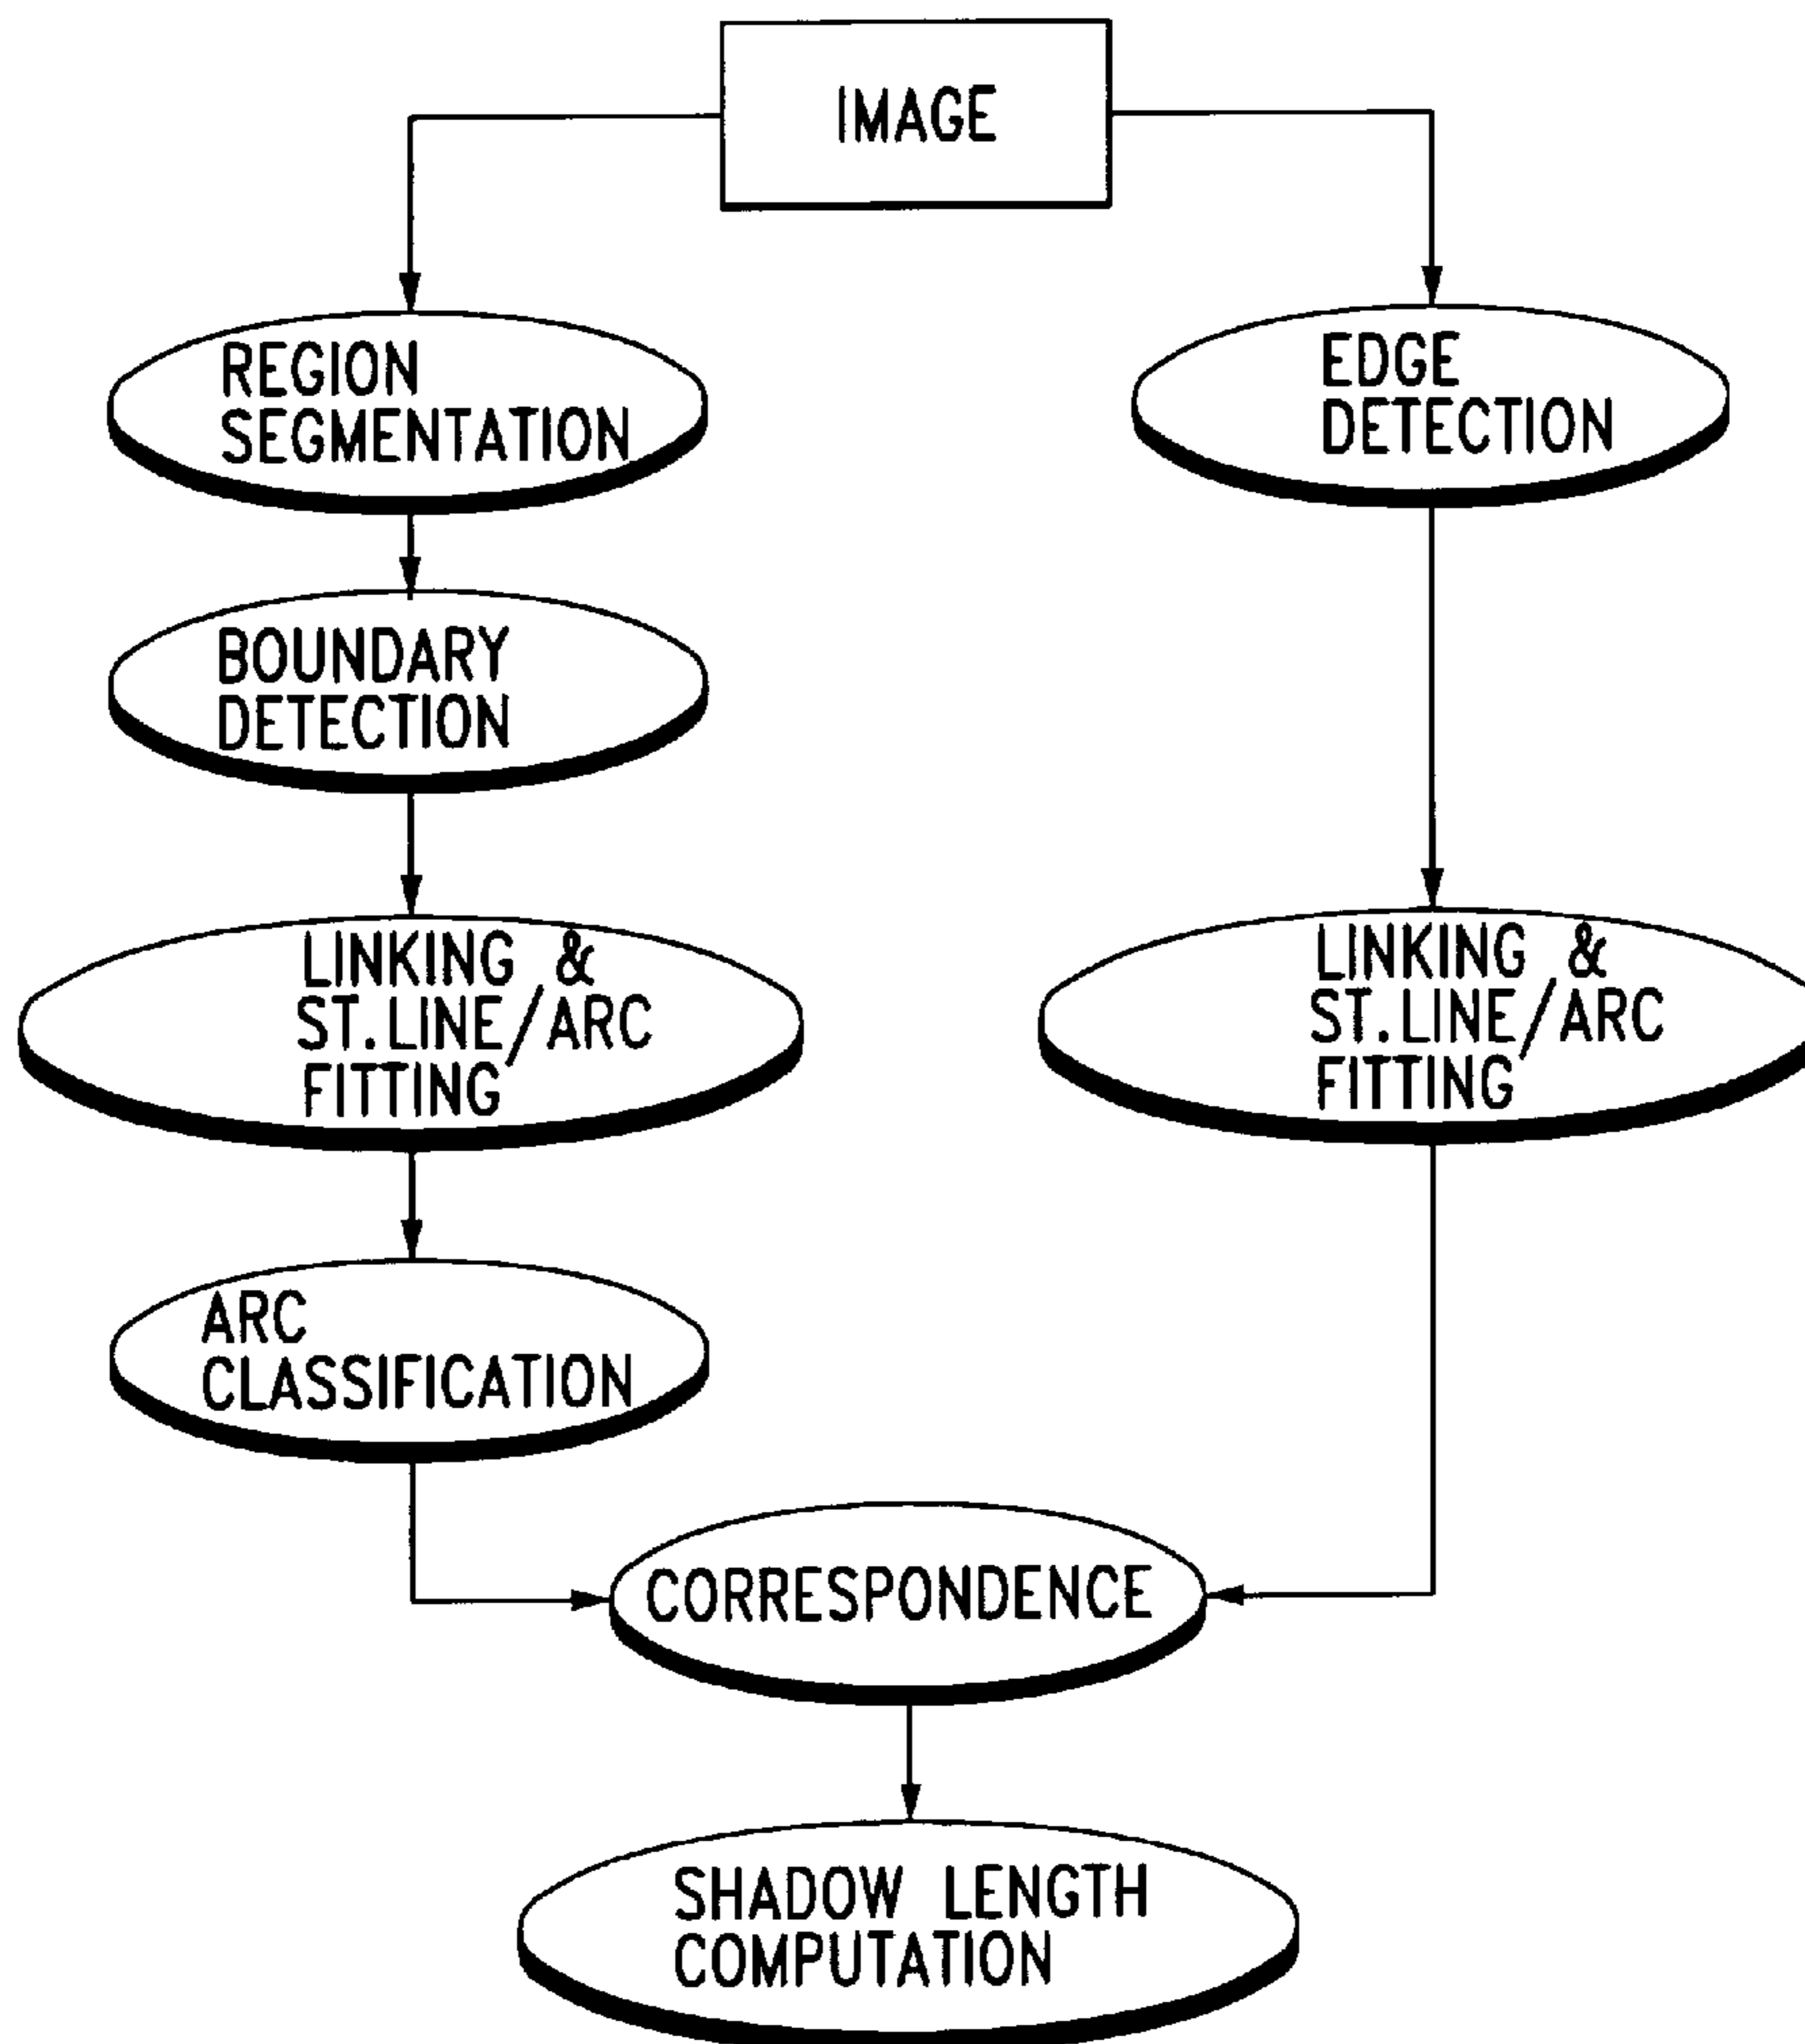 IMAGE
REGION
SEGMENTATION
EDGE
DETECTION
BOUNDARY
DETECTION
LINKING &
ST.LINE/ARC
FITTING
LINKING &
ST.LINE/ARC
FITTING
ARC
CLASSIFICATION
CORRESPONDENCE
SHADOW LENGTH
COMPUTATION